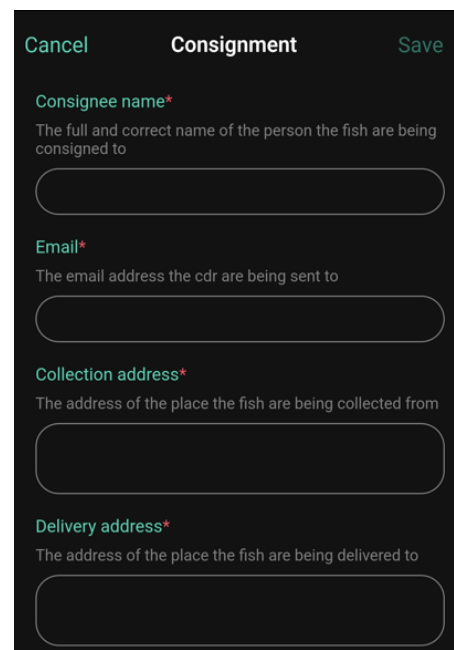 Cancel Consignment Save
Consignee name*
The full and correct name of the person the fish are being
consigned to
Email*
The email address the cdr are being sent to
Collection address*
The address of the place the fish are being collected from
Delivery address*
The address of the place the fish are being delivered to